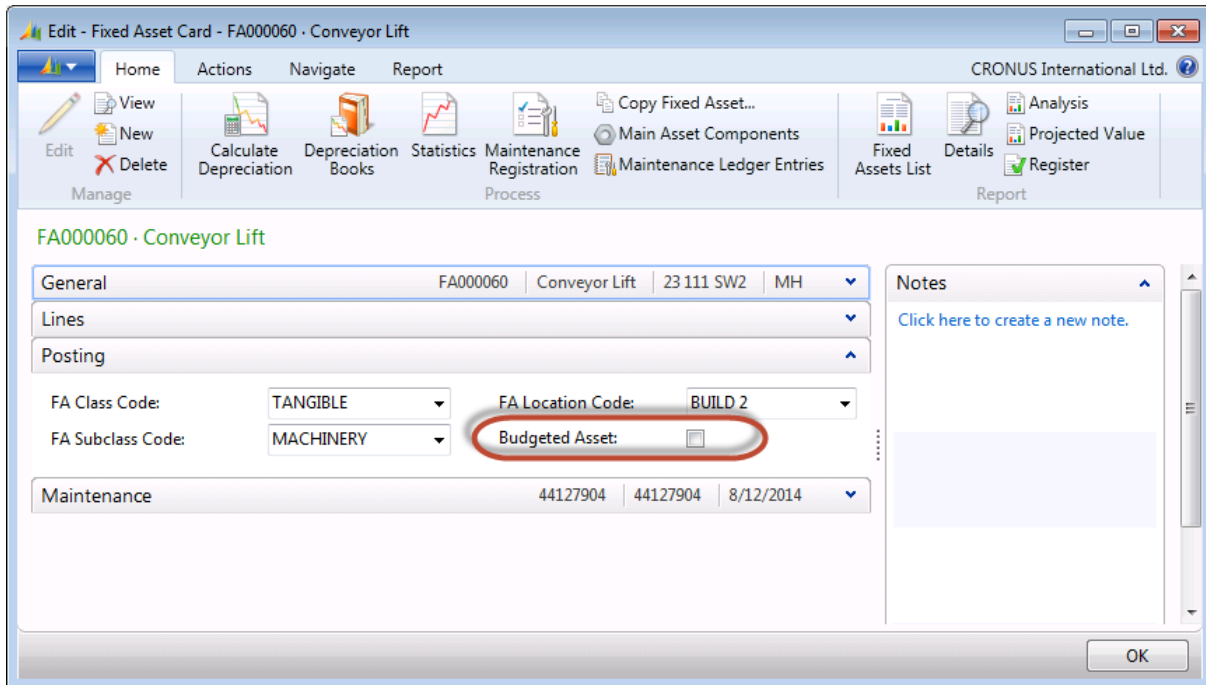 Edit - Fixed Asset Card - FA000060 · Conveyor Lift
Home Actions Navigate Report CRONUS International Ltd.
Edit
View
New
Delete
Manage
Calculate Depreciation
Depreciation Books
Statistics
Maintenance Registration
Copy Fixed Asset...
Main Asset Components
Maintenance Ledger Entries
Process
Fixed Assets List
Details
Analysis
Projected Value
Register
Report
FA000060 · Conveyor Lift
General FA000060 Conveyor Lift 23 111 SW2 MH
Lines
Posting
FA Class Code: TANGIBLE FA Location Code: BUILD 2
FA Subclass Code: MACHINERY Budgeted Asset:
Maintenance 44127904 44127904 8/12/2014
Notes
Click here to create a new note.
OK